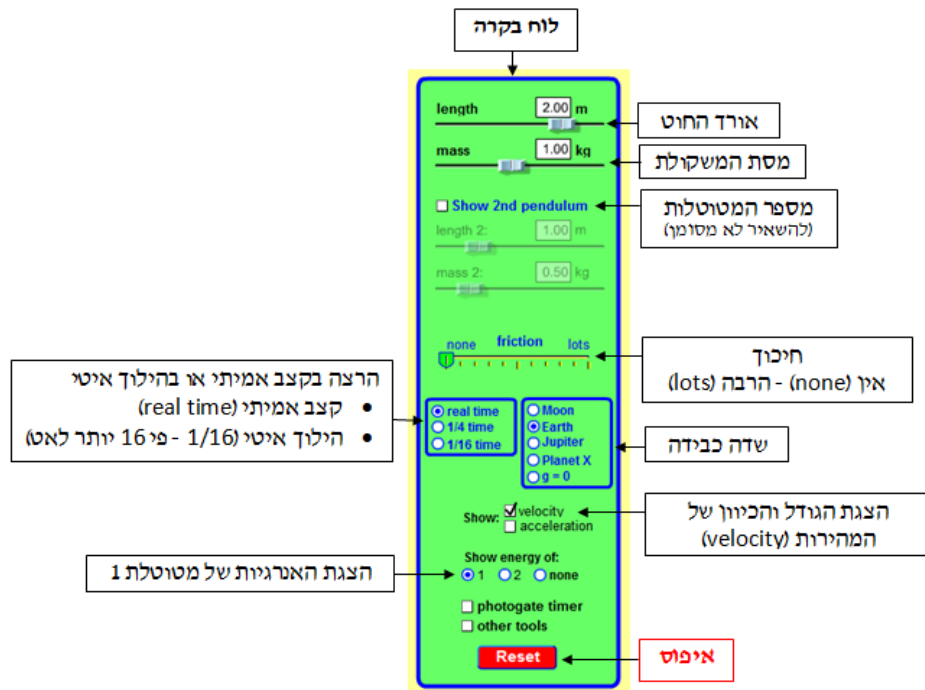 לוח בקרה
length 2.00 m
אורך החוט
mass 1.00 kg
מסת המשקולת
Show 2nd pendulum
מספר המטוטלות
(להשאיר לא מסומן)
length 2: 1.00 m
mass 2: 0.50 kg
none friction lots
חיכוך
אין (none) - הרבה (lots)
הרצה בקצב אמיתי או בהילוך איטי
• קצב אמיתי (real time)
• הילוך איטי (1/16 - פי 16 יותר לאט)
real time
1/4 time
1/16 time
Moon
Earth
Jupiter
Planet X
g = 0
שדה כבידה
Show: velocity
acceleration
הצגת הגודל והכיוון של
המהירות (velocity)
Show energy of:
1 2 none
הצגת האנרגיות של מטוטלת 1
photogate timer
other tools
Reset
איפוס